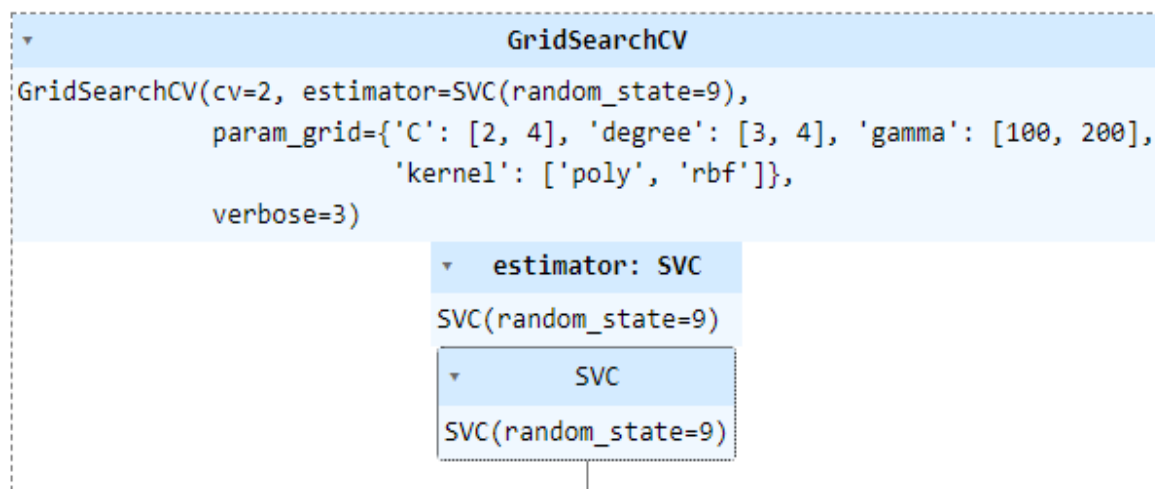 GridSearchCV
GridSearchCV(cv=2, estimator=SVC(random_state=9),
param_grid={'C': [2, 4], 'degree': [3, 4], 'gamma': [100, 200],
'kernel': ['poly', 'rbf']},
verbose=3)
estimator: SVC
SVC(random_state=9)
SVC
SVC(random_state=9)